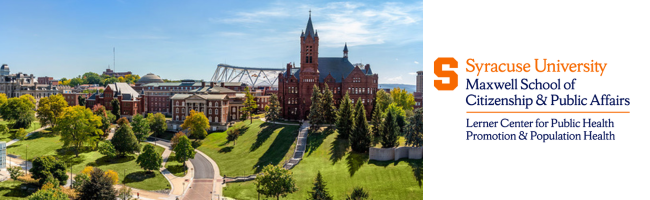 S
Syracuse University
Maxwell School of
Citizenship & Public Affairs
Lerner Center for Public Health
Promotion & Population Health